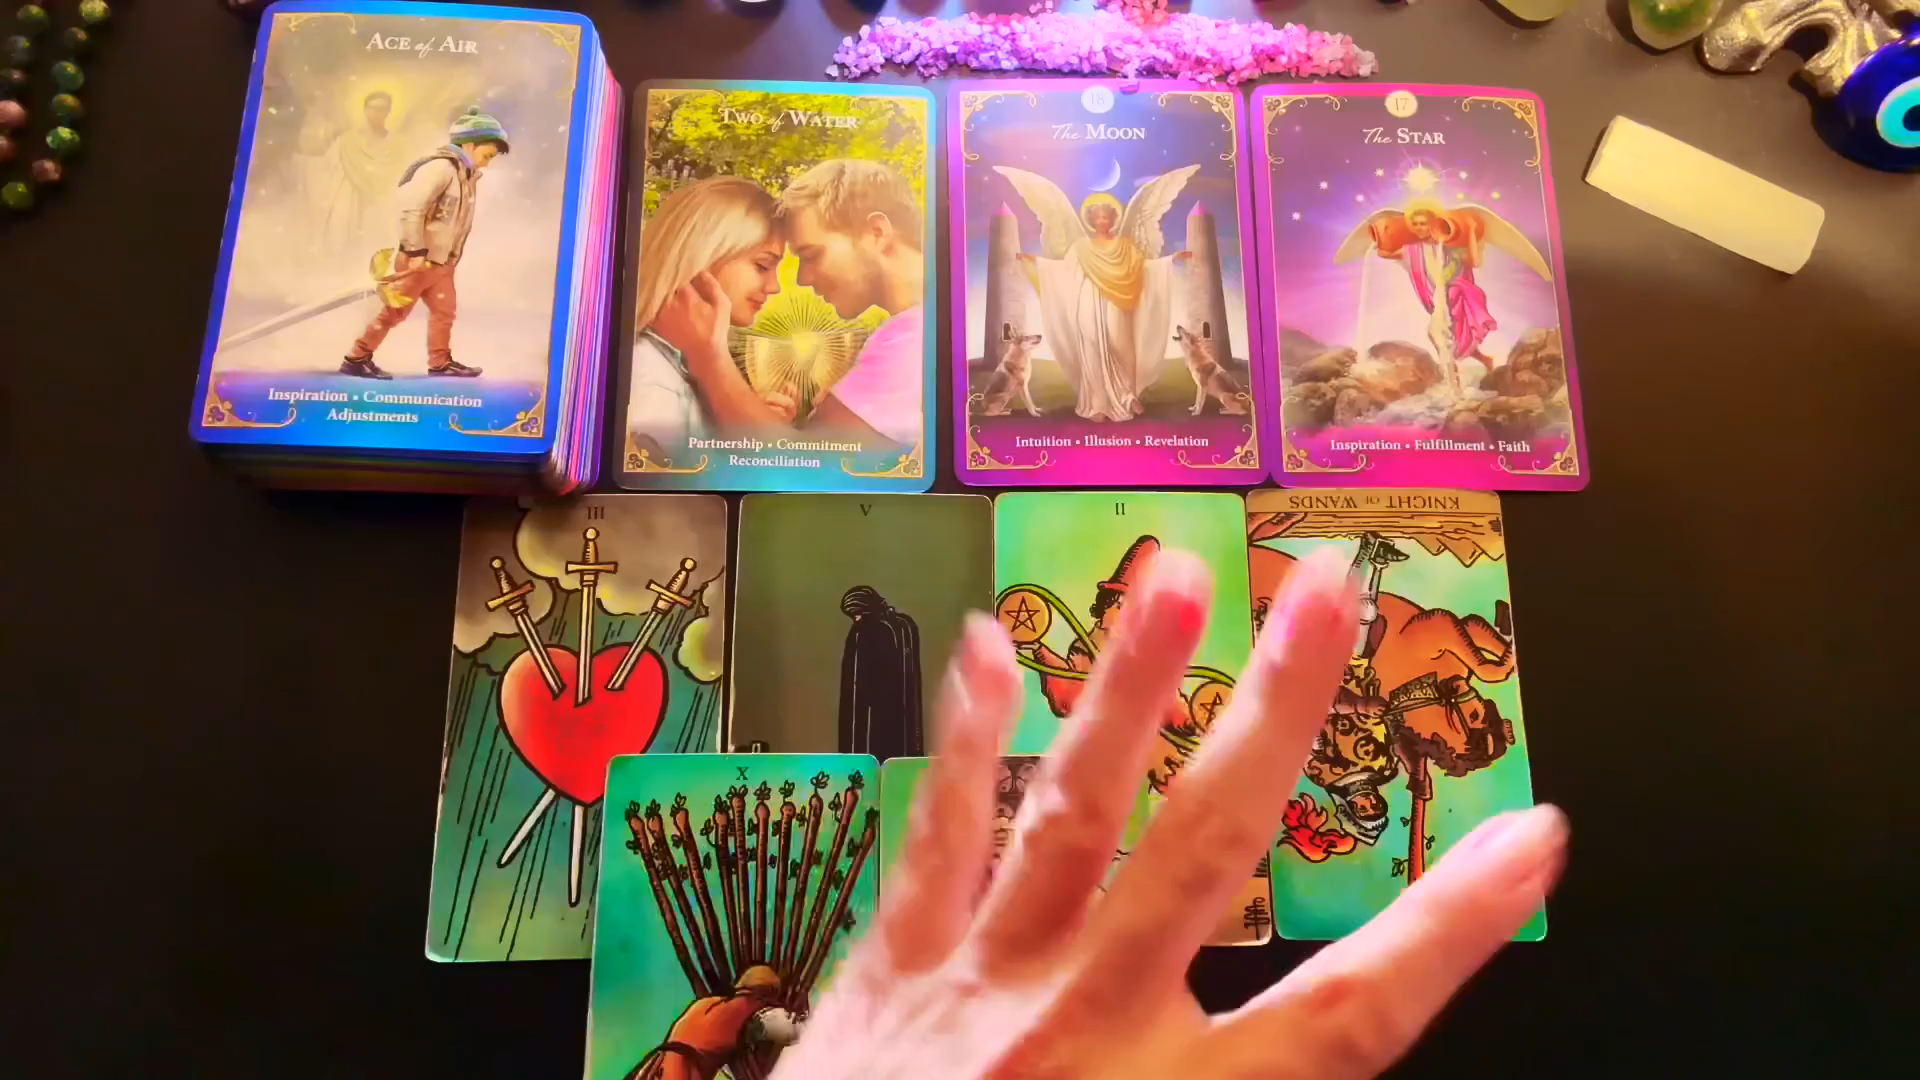 ACE of AIR
Inspiration • Communication
Adjustments
TWO of WATER
Partnership • Commitment
Reconciliation
18
The MOON
Intuition • Illusion • Revelation
17
The STAR
Inspiration • Fulfillment • Faith
III
V
II
KNIGHT OF WANDS
X